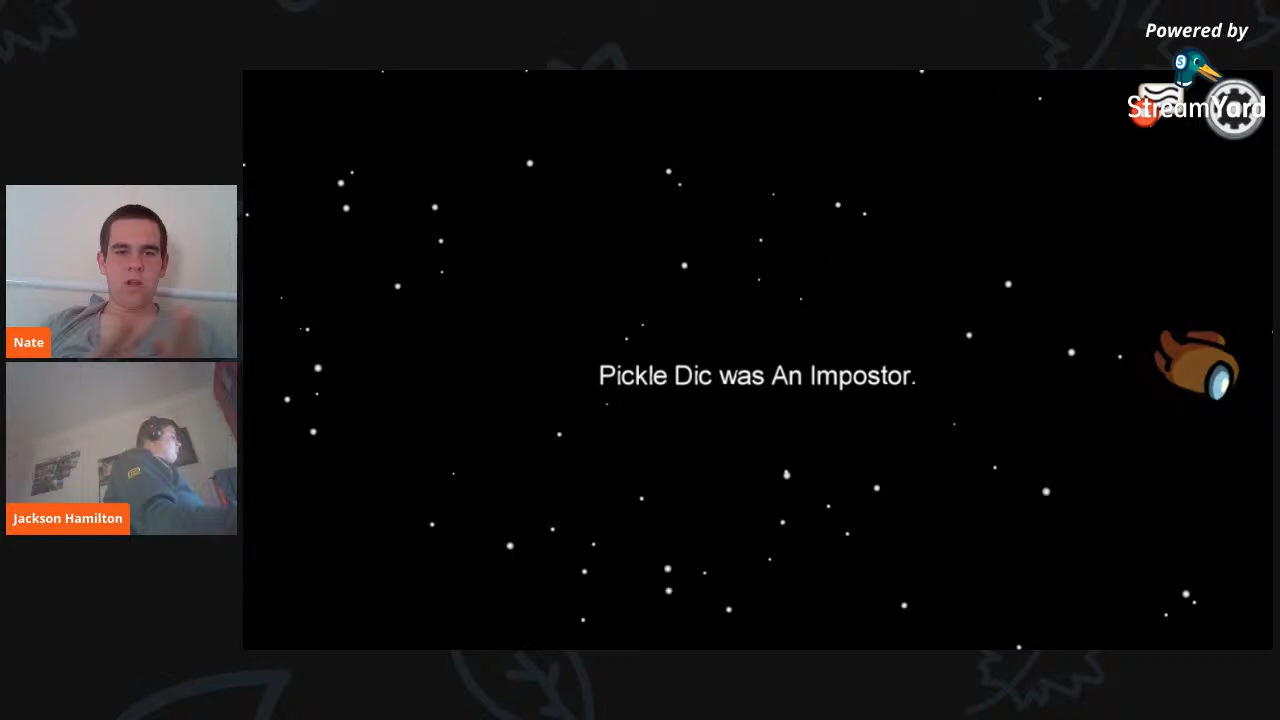 Powered by
StreamYard
Nate
Pickle Dic was An Impostor.
Jackson Hamilton